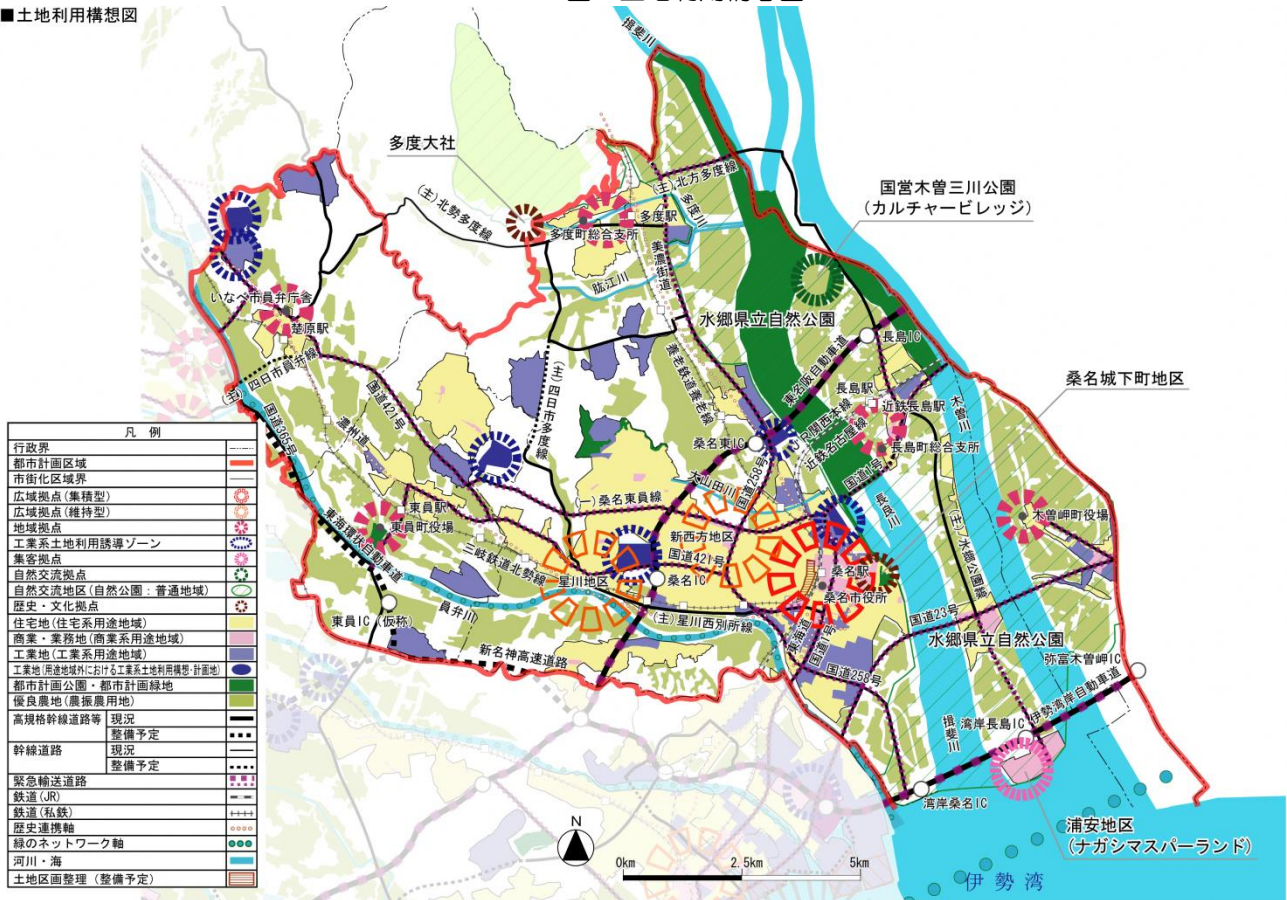 ■土地利用構想図
揖斐川
多度大社
国営木曽三川公園
(カルチャービレッジ)
(主)北方多度線
(主)北勢多度線
多度川
多度駅
多度町総合支所
美濃街道
肱江川
いなべ市員弁庁舎
楚原駅
水郷県立自然公園
長島IC
東名阪自動車道
養老鉄道養老線
(主)四日市員弁線
国道421号
(主)四日市多度線
桑名城下町地区
長島駅
近鉄長島駅
JR関西本線
近鉄名古屋線
長島町総合支所
木曽川
国道365号
濃州道
桑名東IC
国道258号
国道1号
大山田川
長良川
(主)水郷公園線
(一)桑名東員線
東員駅
東員町役場
木曽岬町役場
東海環状自動車道
三岐鉄道北勢線
新西方地区
国道421号
星川地区
桑名IC
桑名駅
桑名市役所
員弁川
東員IC(仮称)
(主)星川西別所線
東海道
国道1号
国道23号
水郷県立自然公園
新名神高速道路
国道258号
弥富木曽岬IC
伊勢湾岸自動車道
湾岸長島IC
揖斐川
湾岸桑名IC
浦安地区
(ナガシマスパーランド)
伊勢湾
N
0km 2.5km 5km
凡 例
行政界
都市計画区域
市街化区域界
広域拠点(集積型)
広域拠点(維持型)
地域拠点
工業系土地利用誘導ゾーン
集客拠点
自然交流拠点
自然交流地区(自然公園：普通地域)
歴史・文化拠点
住宅地(住宅系用途地域)
商業・業務地(商業系用途地域)
工業地(工業系用途地域)
工業地(用途地域外における工業系土地利用構想・計画地)
都市計画公園・都市計画緑地
優良農地(農振農用地)
高規格幹線道路等 現況
整備予定
幹線道路 現況
整備予定
緊急輸送道路
鉄道(JR)
鉄道(私鉄)
歴史連携軸
緑のネットワーク軸
河川・海
土地区画整理(整備予定)